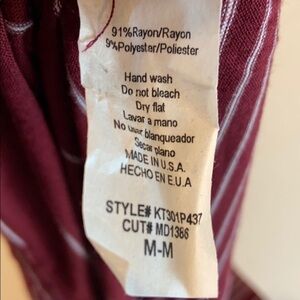 91%Rayon/Rayon
9%Polyester/Poliester
Hand wash
Do not bleach
Dry flat
Lavar a mano
No usar blanqueador
Secar plano
MADE IN U.S.A.
HECHO EN E.U.A
STYLE# KT301P437
CUT# MD1386
M-M